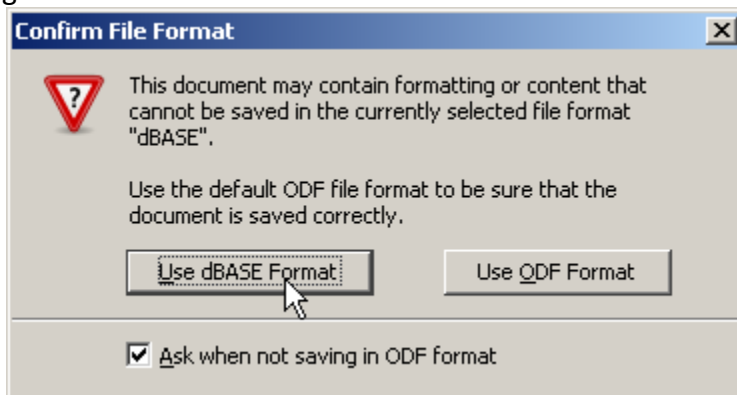 Confirm File Format
This document may contain formatting or content that
cannot be saved in the currently selected file format
"dBASE".
Use the default ODF file format to be sure that the
document is saved correctly.
Use dBASE Format
Use ODF Format
Ask when not saving in ODF format